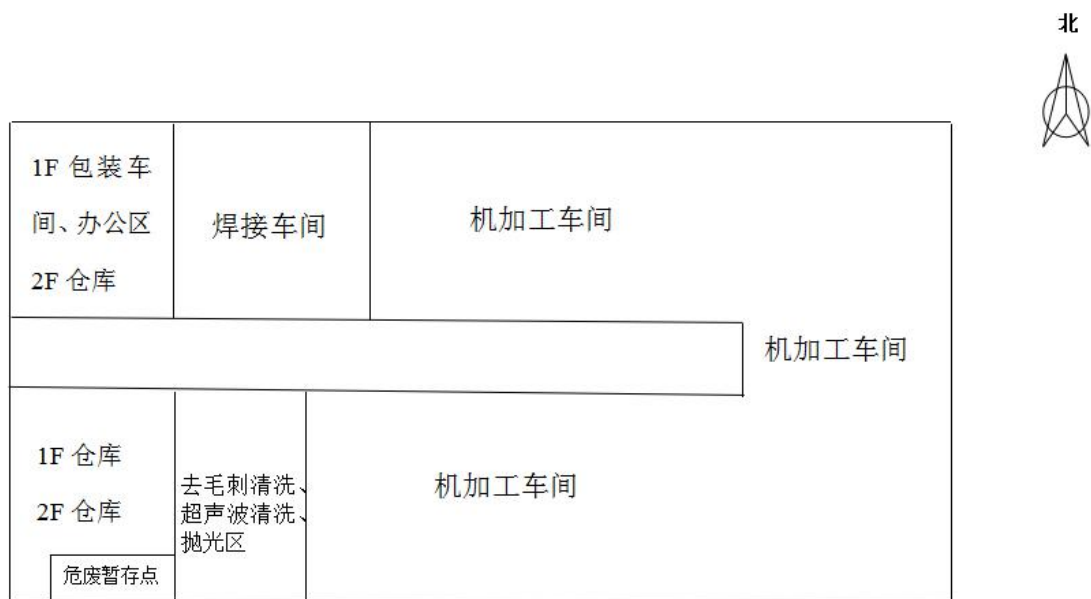 北
1F 包装车
间、办公区
2F 仓库
焊接车间
机加工车间
机加工车间
1F 仓库
2F 仓库
去毛刺清洗、
超声波清洗、
抛光区
机加工车间
危废暂存点